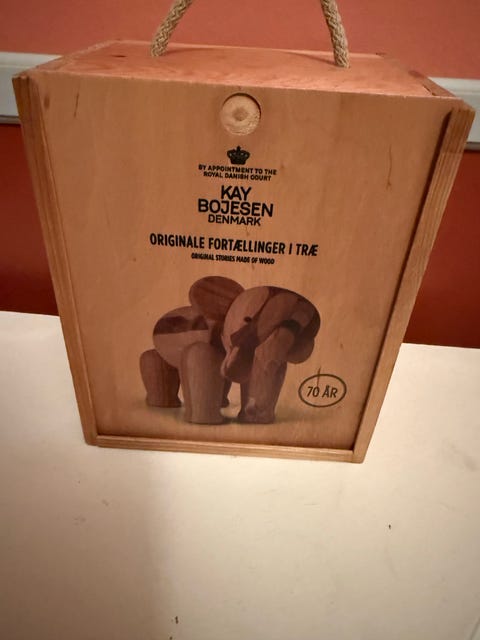 BY APPOINTMENT TO THE
ROYAL DANISH COURT
KAY
BOJESEN
DENMARK
ORIGINALE FORTÆLLINGER I TRÆ
ORIGINAL STORIES MADE OF WOOD
70 ÅR